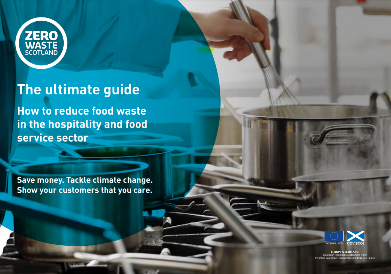 ZERO
WASTE
SCOTLAND
The ultimate guide
How to reduce food waste
in the hospitality and food
service sector
Save money. Tackle climate change.
Show your customers that you care.